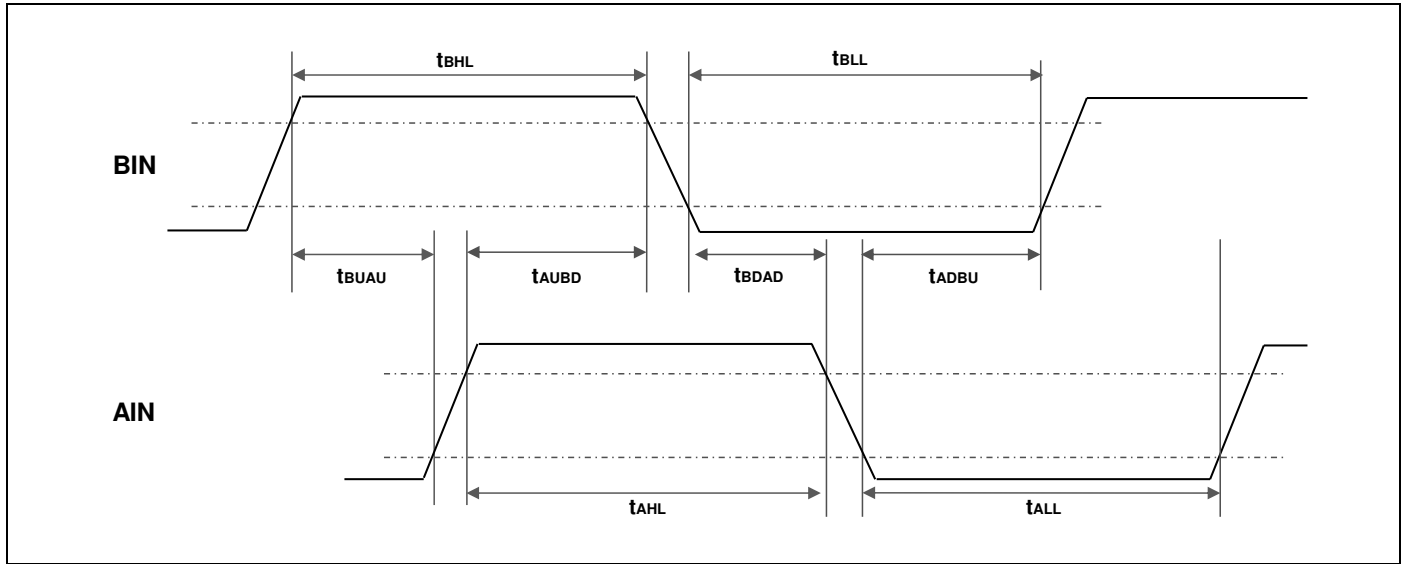 tBHL
tBLL
BIN
tBUAU
tAUBD
tBDAD
tADBU
AIN
tAHL
tALL